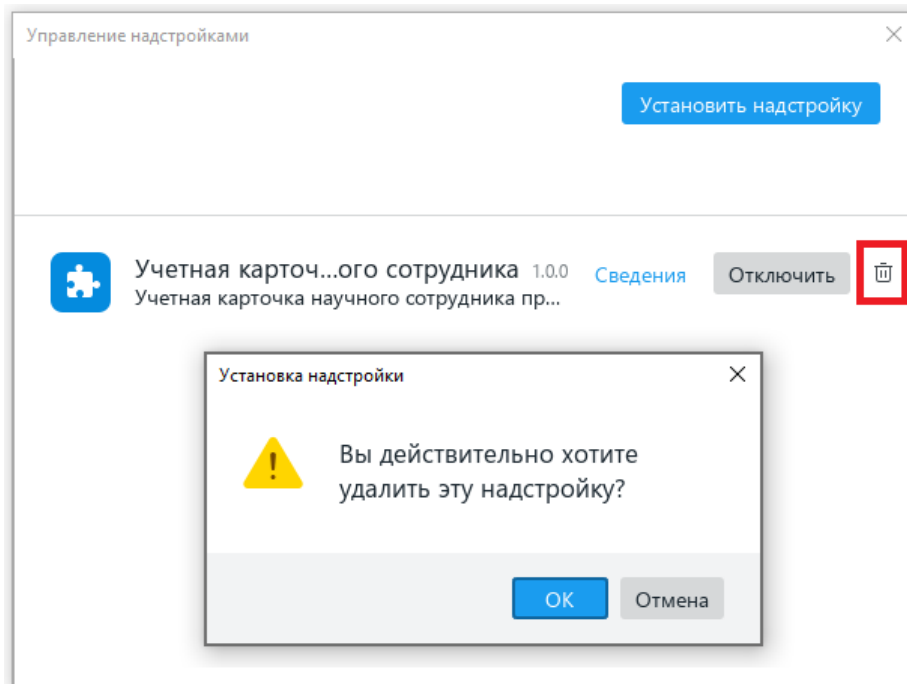 Управление надстройками
Установить надстройку
Учетная карточ...ого сотрудника 1.0.0 Сведения Отключить
Учетная карточка научного сотрудника пр...
Установка надстройки
Вы действительно хотите
удалить эту надстройку?
OK Отмена